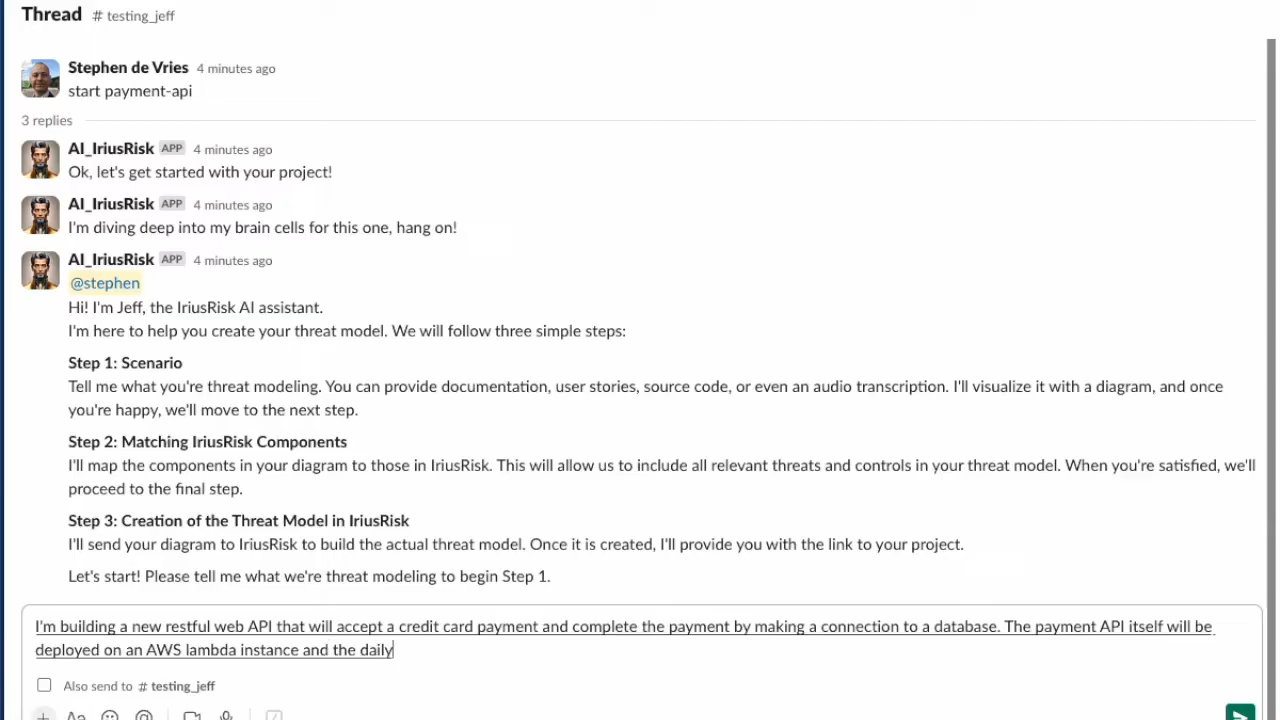 Thread # testing_jeff
Stephen de Vries 4 minutes ago
start payment-api
3 replies
AI_IriusRisk APP 4 minutes ago
Ok, let's get started with your project!
AI_IriusRisk APP 4 minutes ago
I'm diving deep into my brain cells for this one, hang on!
AI_IriusRisk APP 4 minutes ago
@stephen
Hi! I'm Jeff, the IriusRisk AI assistant.
I'm here to help you create your threat model. We will follow three simple steps:
Step 1: Scenario
Tell me what you're threat modeling. You can provide documentation, user stories, source code, or even an audio transcription. I'll visualize it with a diagram, and once
you're happy, we'll move to the next step.
Step 2: Matching IriusRisk Components
I'll map the components in your diagram to those in IriusRisk. This will allow us to include all relevant threats and controls in your threat model. When you're satisfied, we'll
proceed to the final step.
Step 3: Creation of the Threat Model in IriusRisk
I'll send your diagram to IriusRisk to build the actual threat model. Once it is created, I'll provide you with the link to your project.
Let's start! Please tell me what we're threat modeling to begin Step 1.
I'm building a new restful web API that will accept a credit card payment and complete the payment by making a connection to a database. The payment API itself will be
deployed on an AWS lambda instance and the daily
Also send to # testing_jeff
Aa